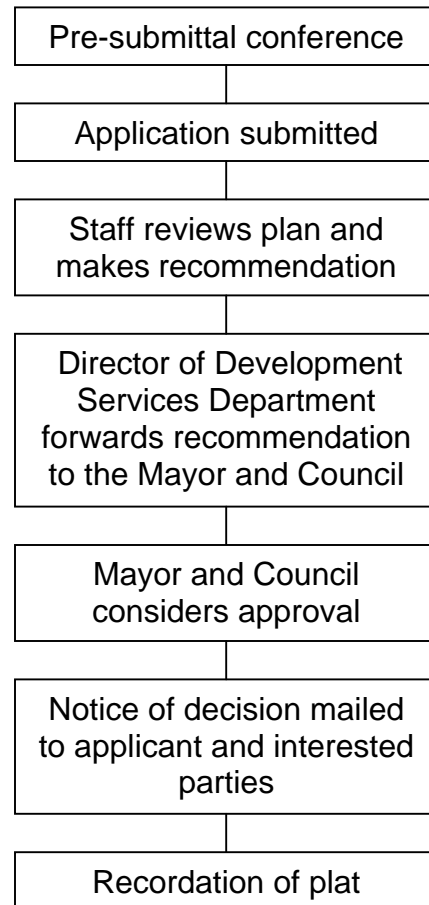 Pre-submittal conference
Application submitted
Staff reviews plan and
makes recommendation
Director of Development
Services Department
forwards recommendation
to the Mayor and Council
Mayor and Council
considers approval
Notice of decision mailed
to applicant and interested
parties
Recordation of plat